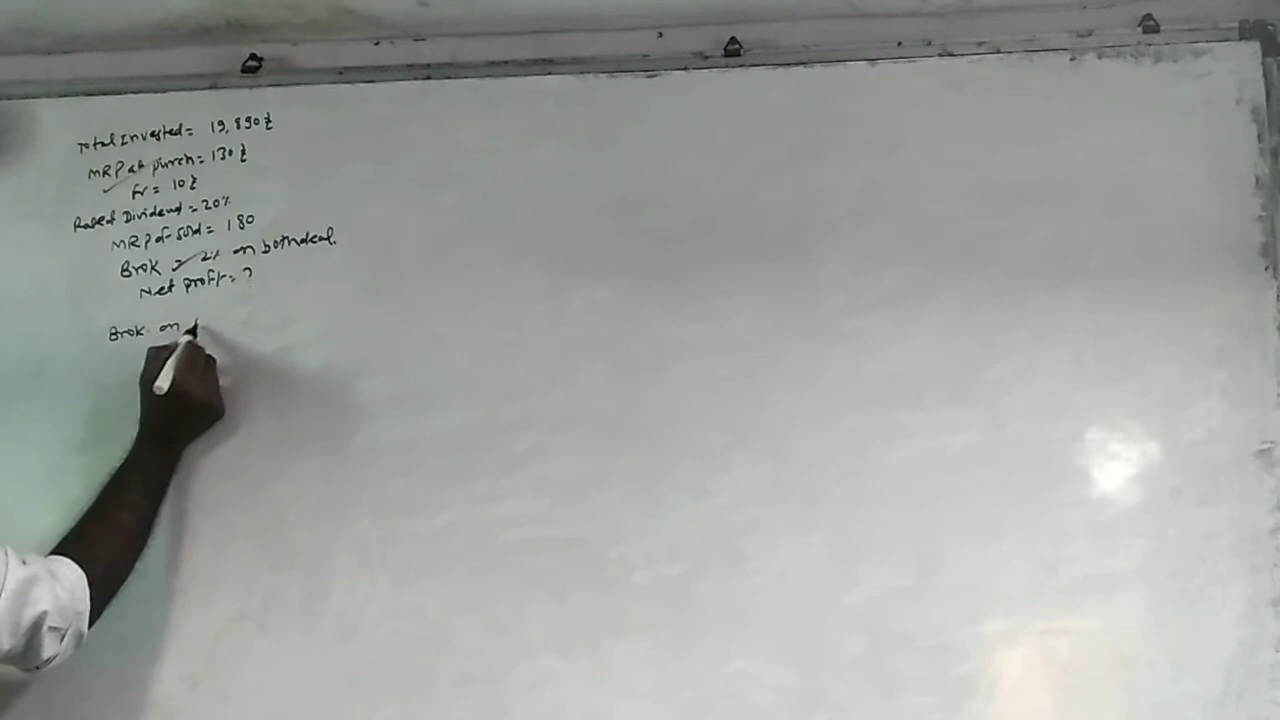 Total Invested = 19,890₹
MRP at purch = 130₹
Fv = 10₹
Rate of Dividend = 20%
MRP of sold = 180
Brok = 2% on both deal.
Net profit = ?
Brok on